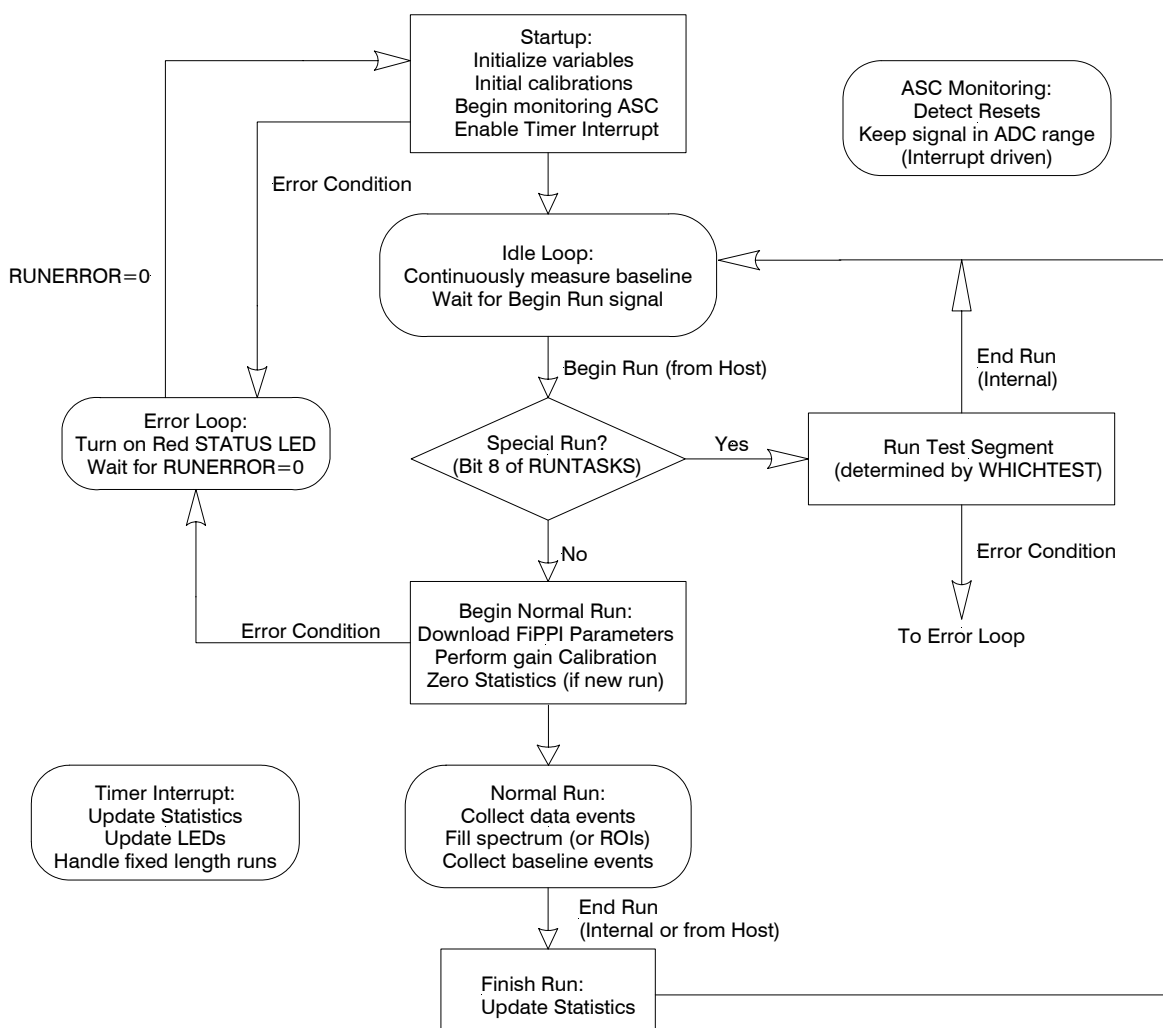 Startup:
Initialize variables
Initial calibrations
Begin monitoring ASC
Enable Timer Interrupt
ASC Monitoring:
Detect Resets
Keep signal in ADC range
(Interrupt driven)
Error Condition
RUNERROR=0
Idle Loop:
Continuously measure baseline
Wait for Begin Run signal
Begin Run (from Host)
End Run
(Internal)
Error Loop:
Turn on Red STATUS LED
Wait for RUNERROR=0
Special Run?
(Bit 8 of RUNTASKS)
Yes
Run Test Segment
(determined by WHICHTEST)
No
Error Condition
To Error Loop
Error Condition
Begin Normal Run:
Download FiPPI Parameters
Perform gain Calibration
Zero Statistics (if new run)
Timer Interrupt:
Update Statistics
Update LEDs
Handle fixed length runs
Normal Run:
Collect data events
Fill spectrum (or ROIs)
Collect baseline events
End Run
(Internal or from Host)
Finish Run:
Update Statistics